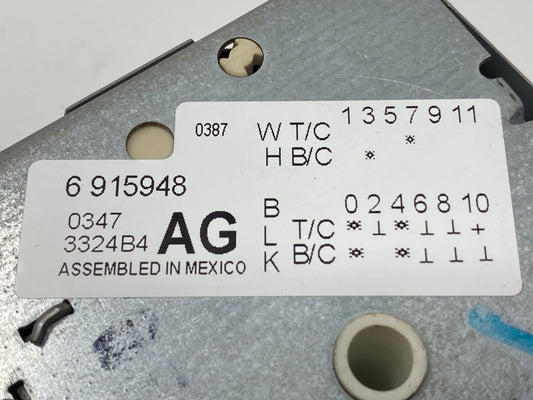 0387 W T/C 1 3 5 7 9 11
H B/C
6 915948
0347
3324B4 AG
ASSEMBLED IN MEXICO
B 0 2 4 6 8 10
L T/C ※ ⊥ ※ ⊥ ⊥ +
K B/C ※ ※ ⊥ ⊥ ⊥